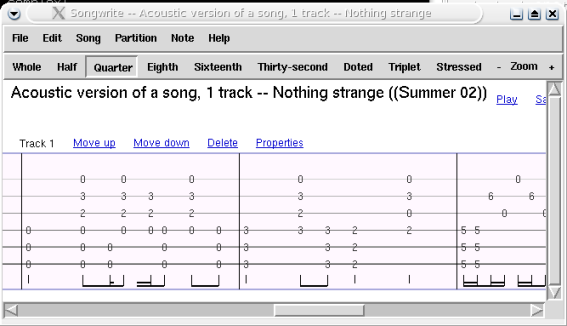 Songwrite -- Acoustic version of a song, 1 track -- Nothing strange
File Edit Song Partition Note Help
Whole Half Quarter Eighth Sixteenth Thirty-second Doted Triplet Stressed - Zoom +
Acoustic version of a song, 1 track -- Nothing strange ((Summer 02)) Play Sa
Track 1 Move up Move down Delete Properties
0 0 0 0 0 0
3 3 3 3 3 3 6 6
2 2 2 2 2 0 0 0
0 0 0 0 0 0 3 3 3 2 2 5 5
0 0 0 0 3 3 2 5 5
0 0 0 0 3 3 2 5 5